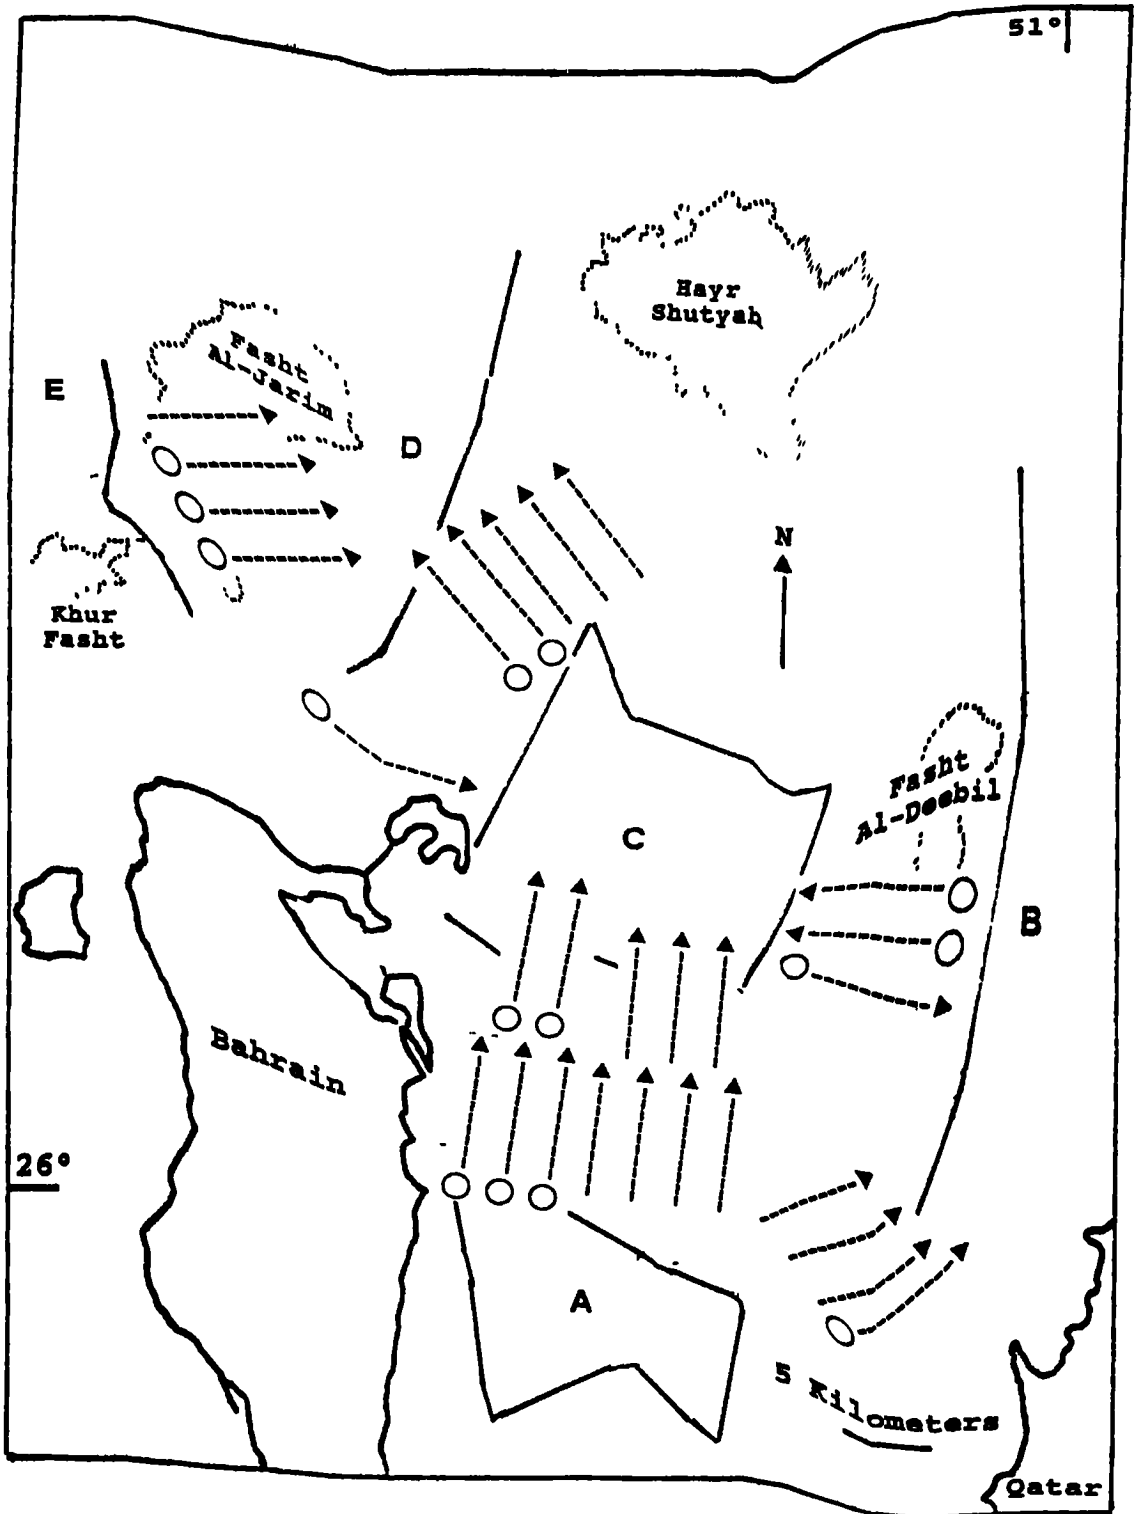 51°
Hayr
Shutyah
Fasht
Al-Jarim
E
D
N
Khur
Fasht
Fasht
Al-Deebil
C
B
Bahrain
26°
A
5 Kilometers
Qatar